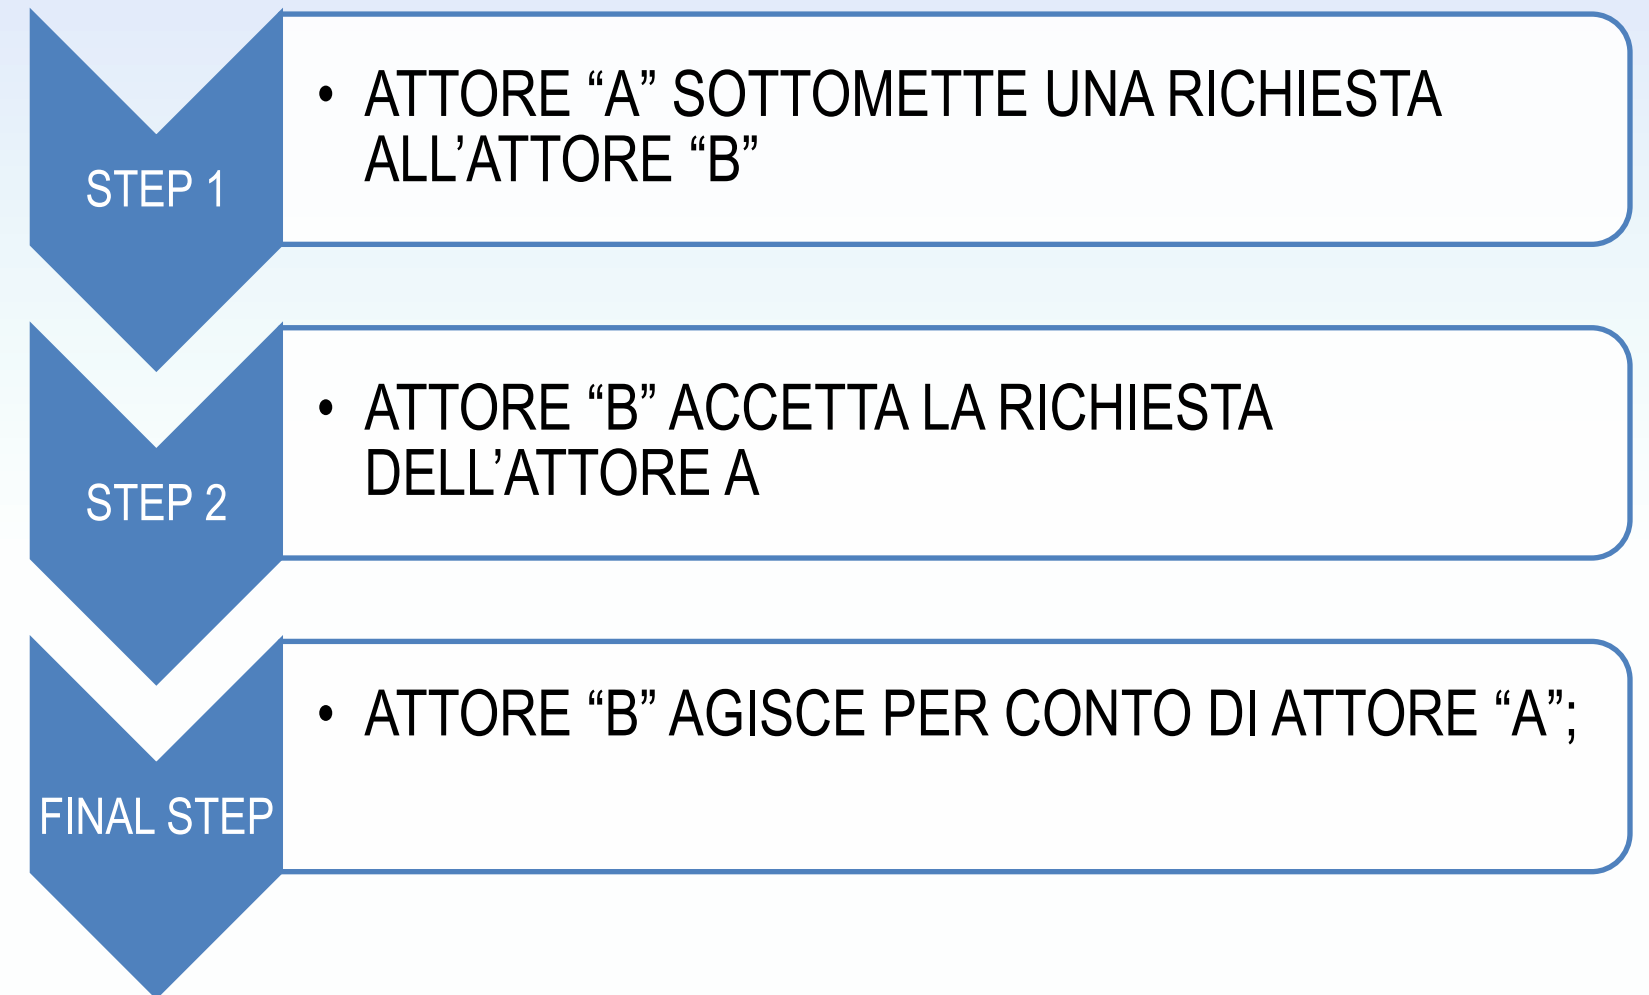 STEP 1
• ATTORE “A” SOTTOMETTE UNA RICHIESTA
ALL’ATTORE “B”
STEP 2
• ATTORE “B” ACCETTA LA RICHIESTA
DELL’ATTORE A
FINAL STEP
• ATTORE “B” AGISCE PER CONTO DI ATTORE “A”;